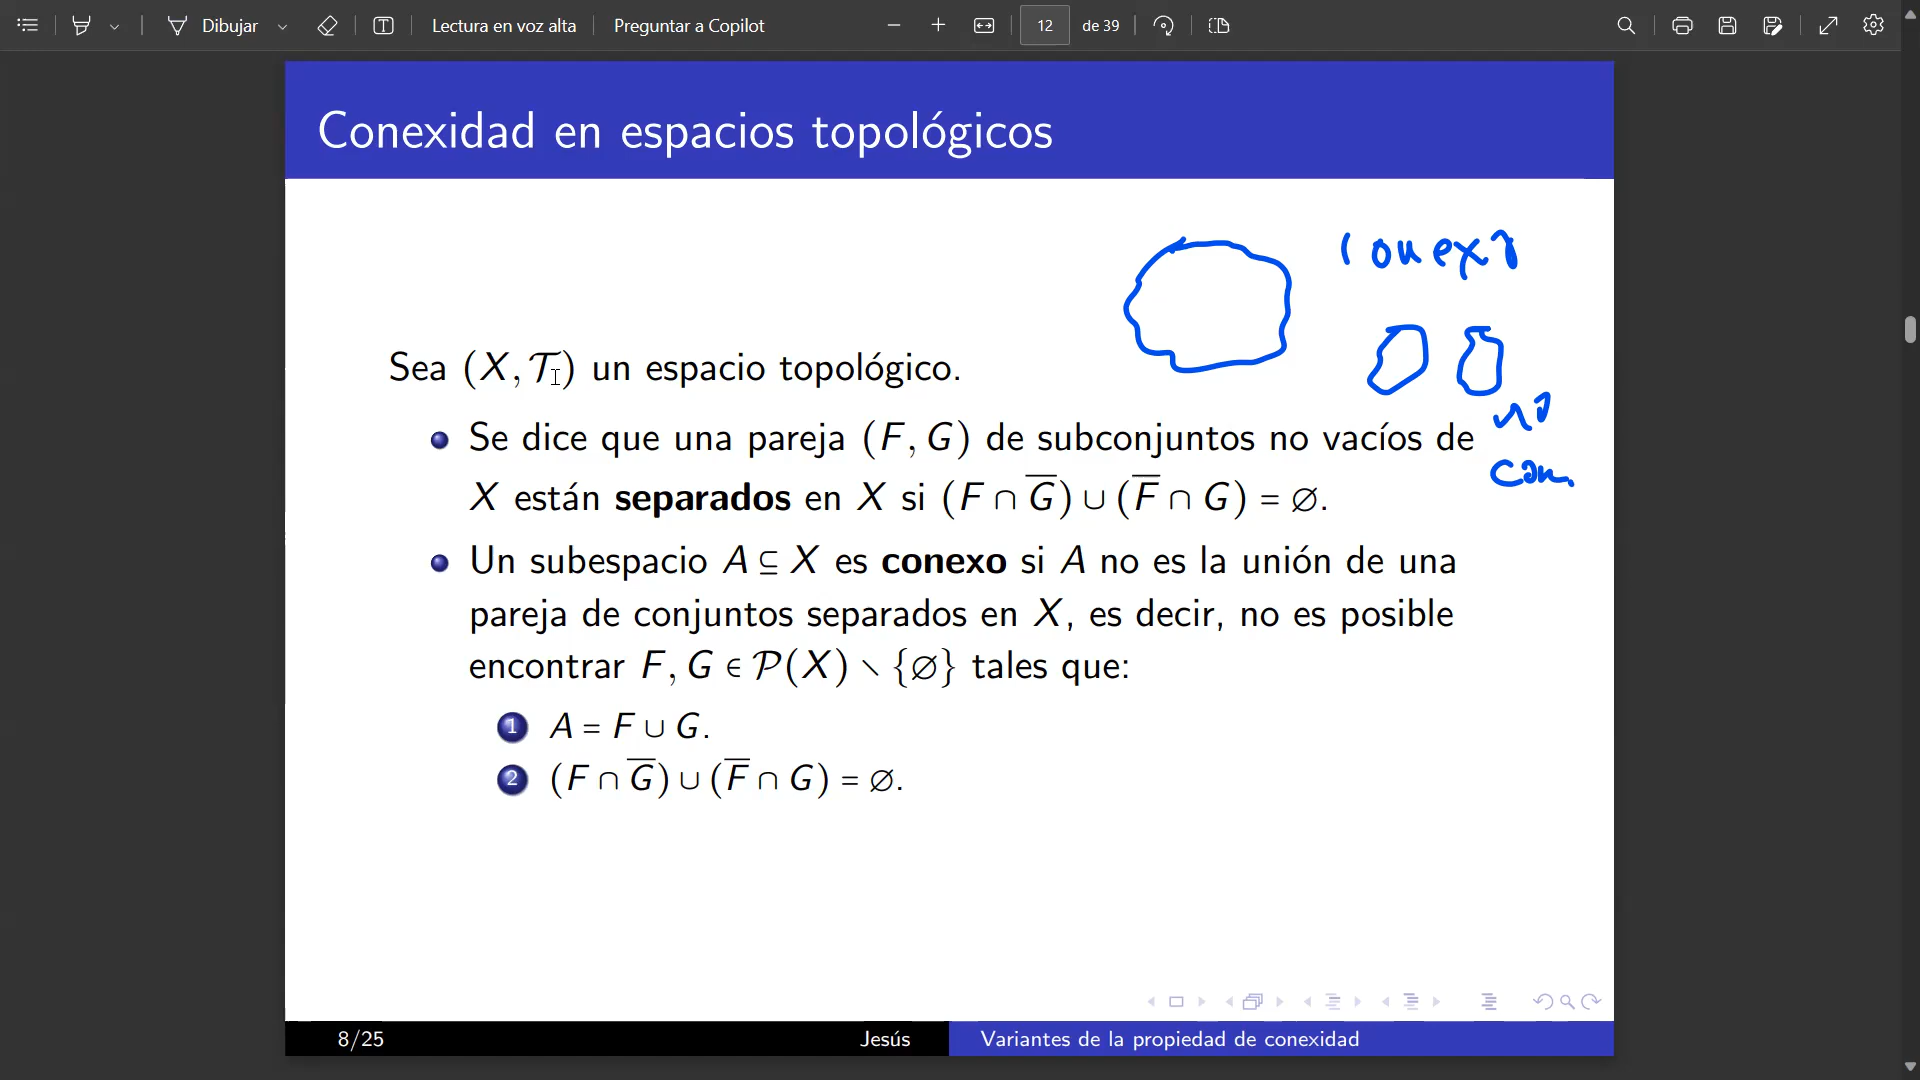 Dibujar
Lectura en voz alta
Preguntar a Copilot
12 de 39
Conexidad en espacios topológicos
conexo
Sea (X, 𝒯) un espacio topológico.
no
con.
Se dice que una pareja (F, G) de subconjuntos no vacíos de
X están separados en X si (F ∩ G̅) ∪ (F̅ ∩ G) = ∅.
Un subespacio A ⊆ X es conexo si A no es la unión de una
pareja de conjuntos separados en X, es decir, no es posible
encontrar F, G ∈ 𝒫(X) ∖ {∅} tales que:
1 A = F ∪ G.
2 (F ∩ G̅) ∪ (F̅ ∩ G) = ∅.
8/25
Jesús
Variantes de la propiedad de conexidad